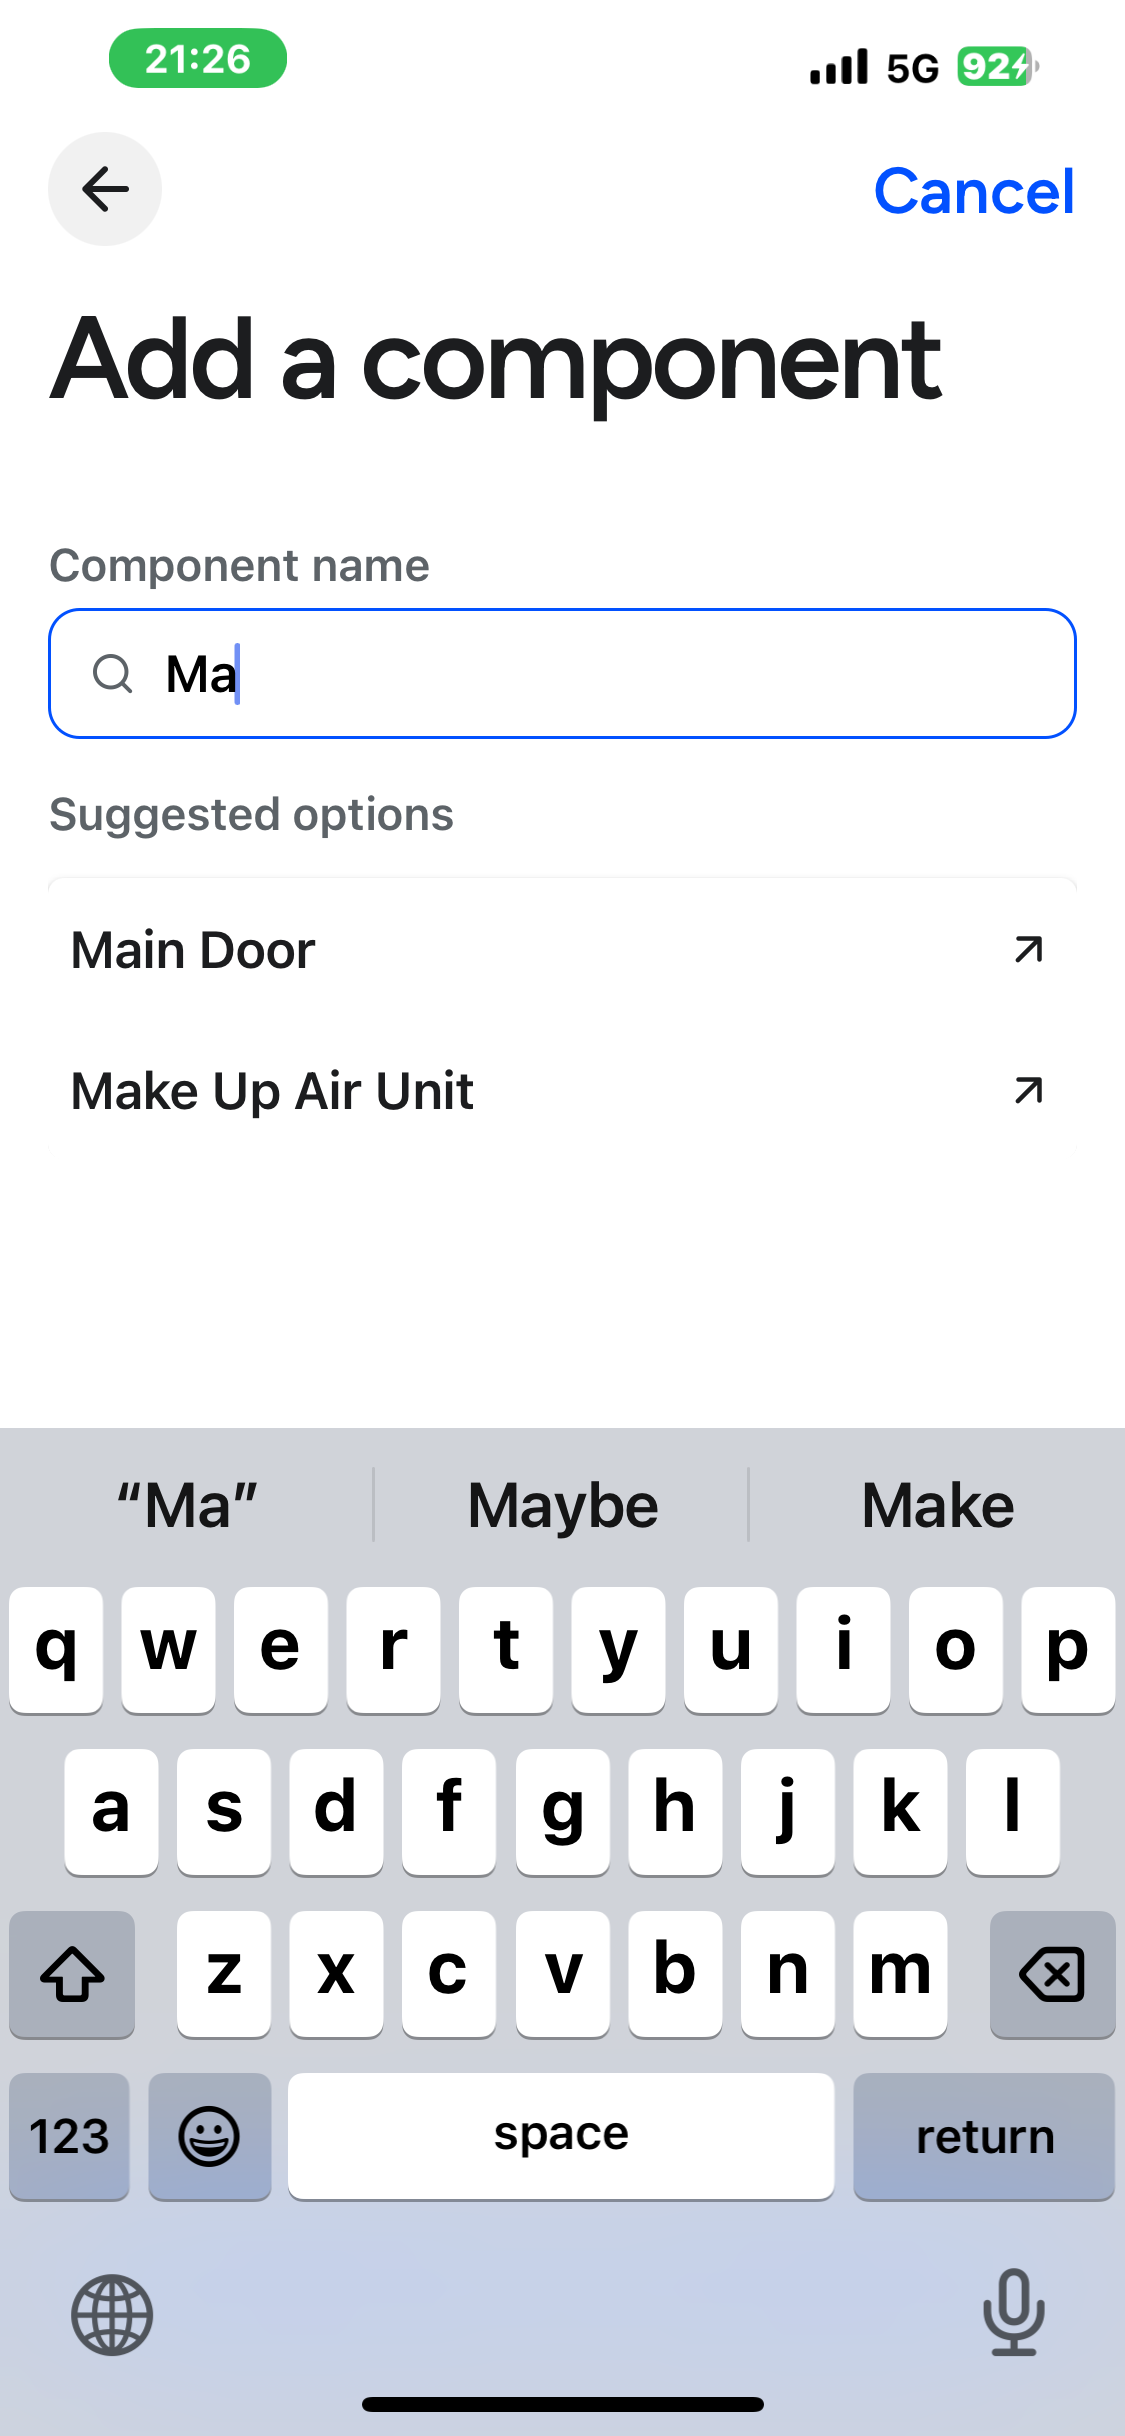 21:26 5G 92
Cancel
Add a component
Component name
Ma
Suggested options
Main Door
Make Up Air Unit
“Ma” Maybe Make
q w e r t y u i o p
a s d f g h j k l
z x c v b n m
123 space return